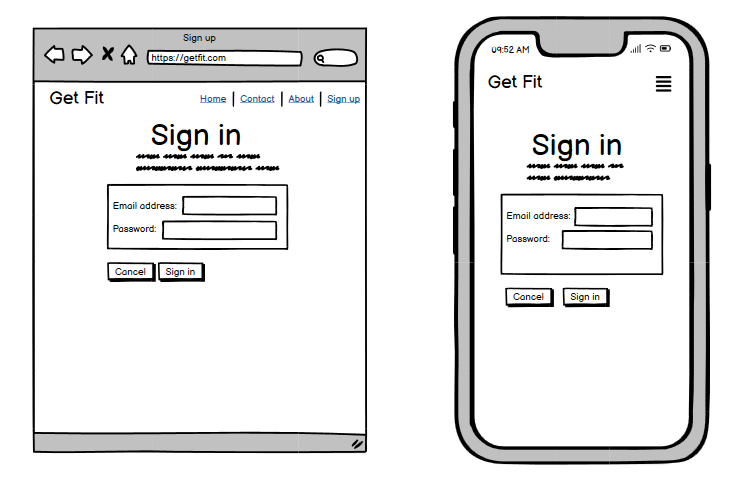 Sign up
https://getfit.com
Get Fit
Home | Contact | About | Sign up
Sign in
Email address:
Password:
Cancel
Sign in
09:52 AM
Get Fit
Sign in
Email address:
Password:
Cancel
Sign in